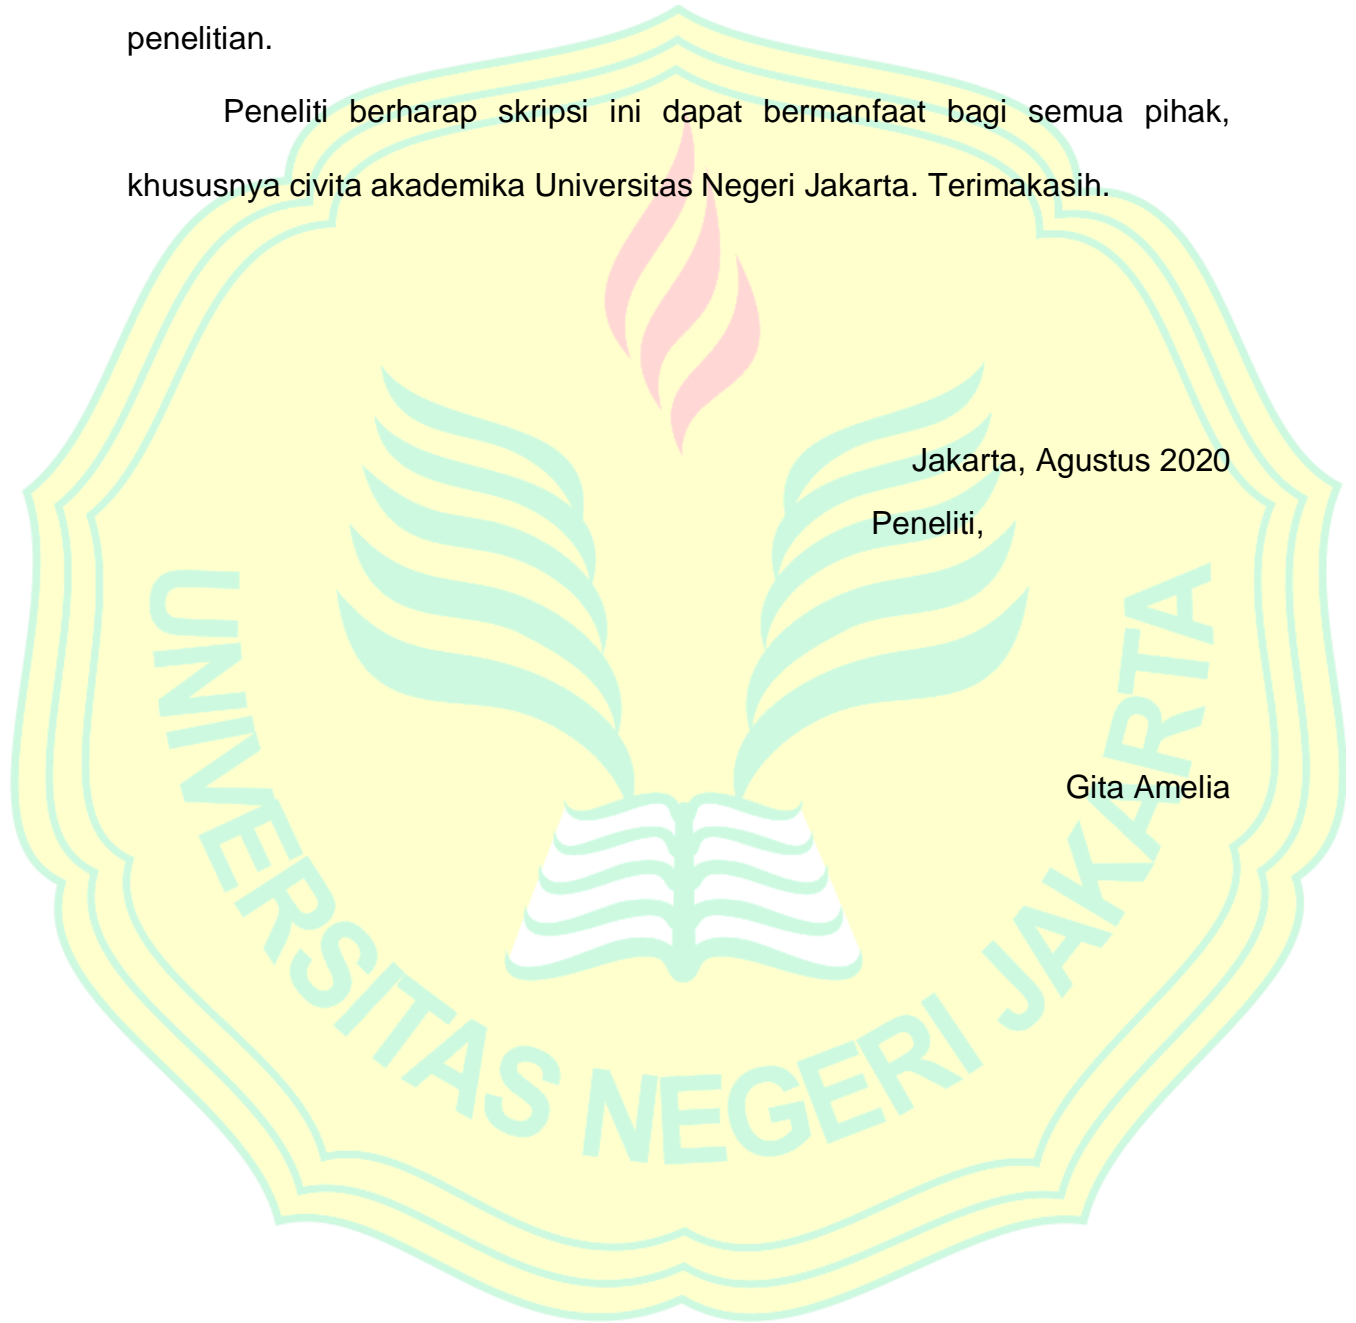 penelitian.
Peneliti berharap skripsi ini dapat bermanfaat bagi semua pihak,
khususnya civita akademika Universitas Negeri Jakarta. Terimakasih.
Jakarta, Agustus 2020
Peneliti,
Gita Amelia
UNIVERSITAS NEGERI JAKARTA